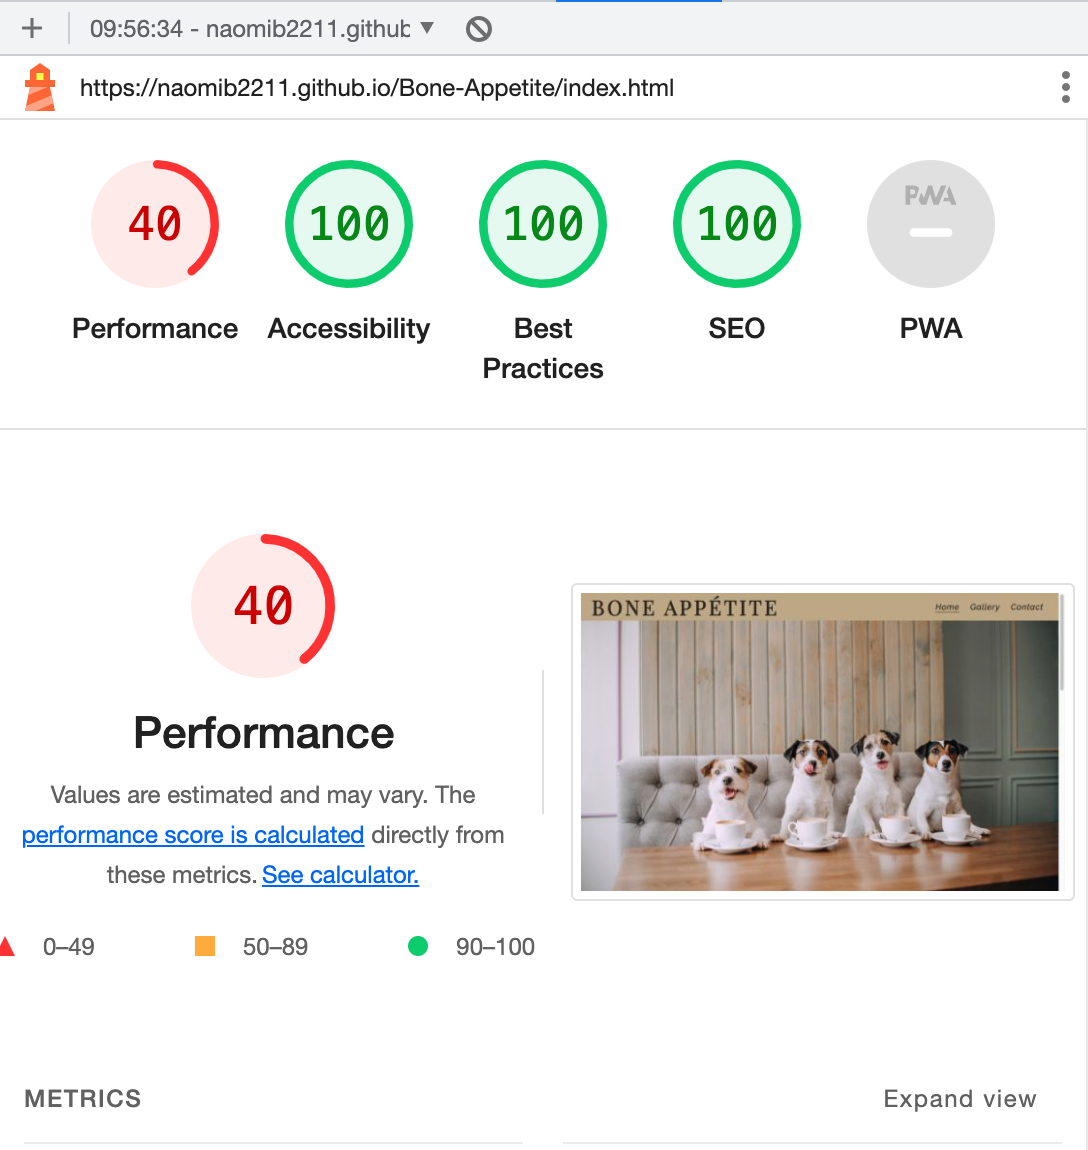 + 09:56:34 - naomib2211.github
https://naomib2211.github.io/Bone-Appetite/index.html
40 100 100 100 PWA
Performance Accessibility Best Practices SEO PWA
40
BONE APPÉTITE Home Gallery Contact
Performance
Values are estimated and may vary. The
performance score is calculated directly from
these metrics. See calculator.
0–49 50–89 90–100
METRICS Expand view